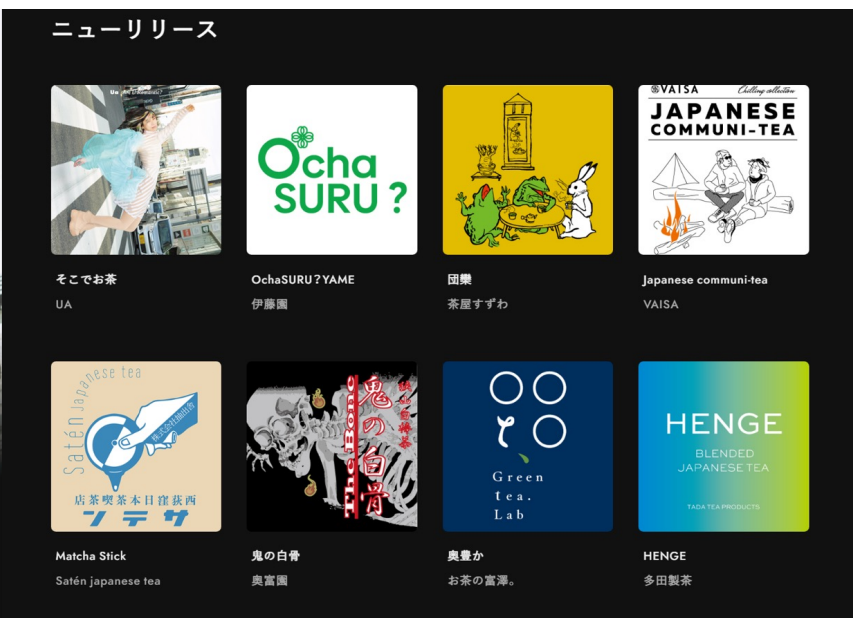 ニューリリース
Ua
VAISA
Chilling collection
JAPANESE
COMMUNI-TEA
Ocha
SURU ?
そこでお茶
UA
OchaSURU?YAME
伊藤園
団欒
茶屋すずわ
Japanese communi-tea
VAISA
Satén japanese tea
株式会社抽出舎
店茶喫茶本日窪荻西
ンテサ
The Bone
鬼の白骨
Green
tea.
Lab
HENGE
BLENDED
JAPANESE TEA
TADA TEA PRODUCTS
Matcha Stick
Satén japanese tea
鬼の白骨
奥富園
奥豊か
お茶の富澤。
HENGE
多田製茶